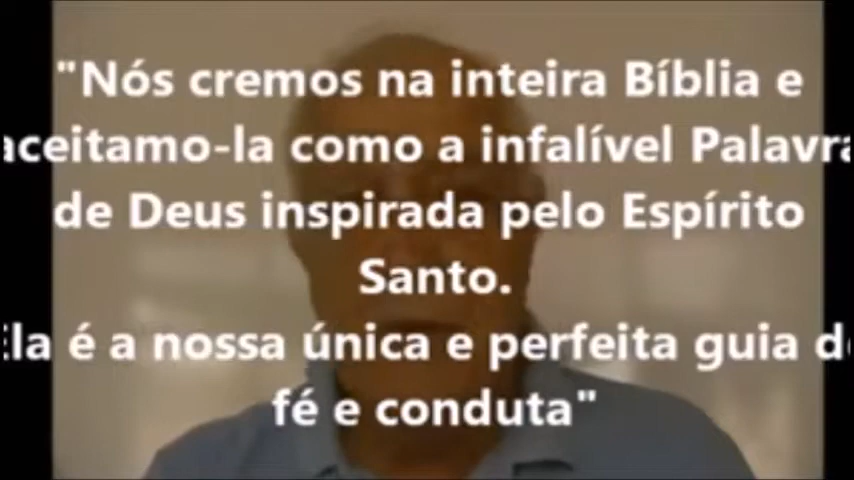 "Nós cremos na inteira Bíblia e
aceitamo-la como a infalível Palavra
de Deus inspirada pelo Espírito
Santo.
Ela é a nossa única e perfeita guia de
fé e conduta"